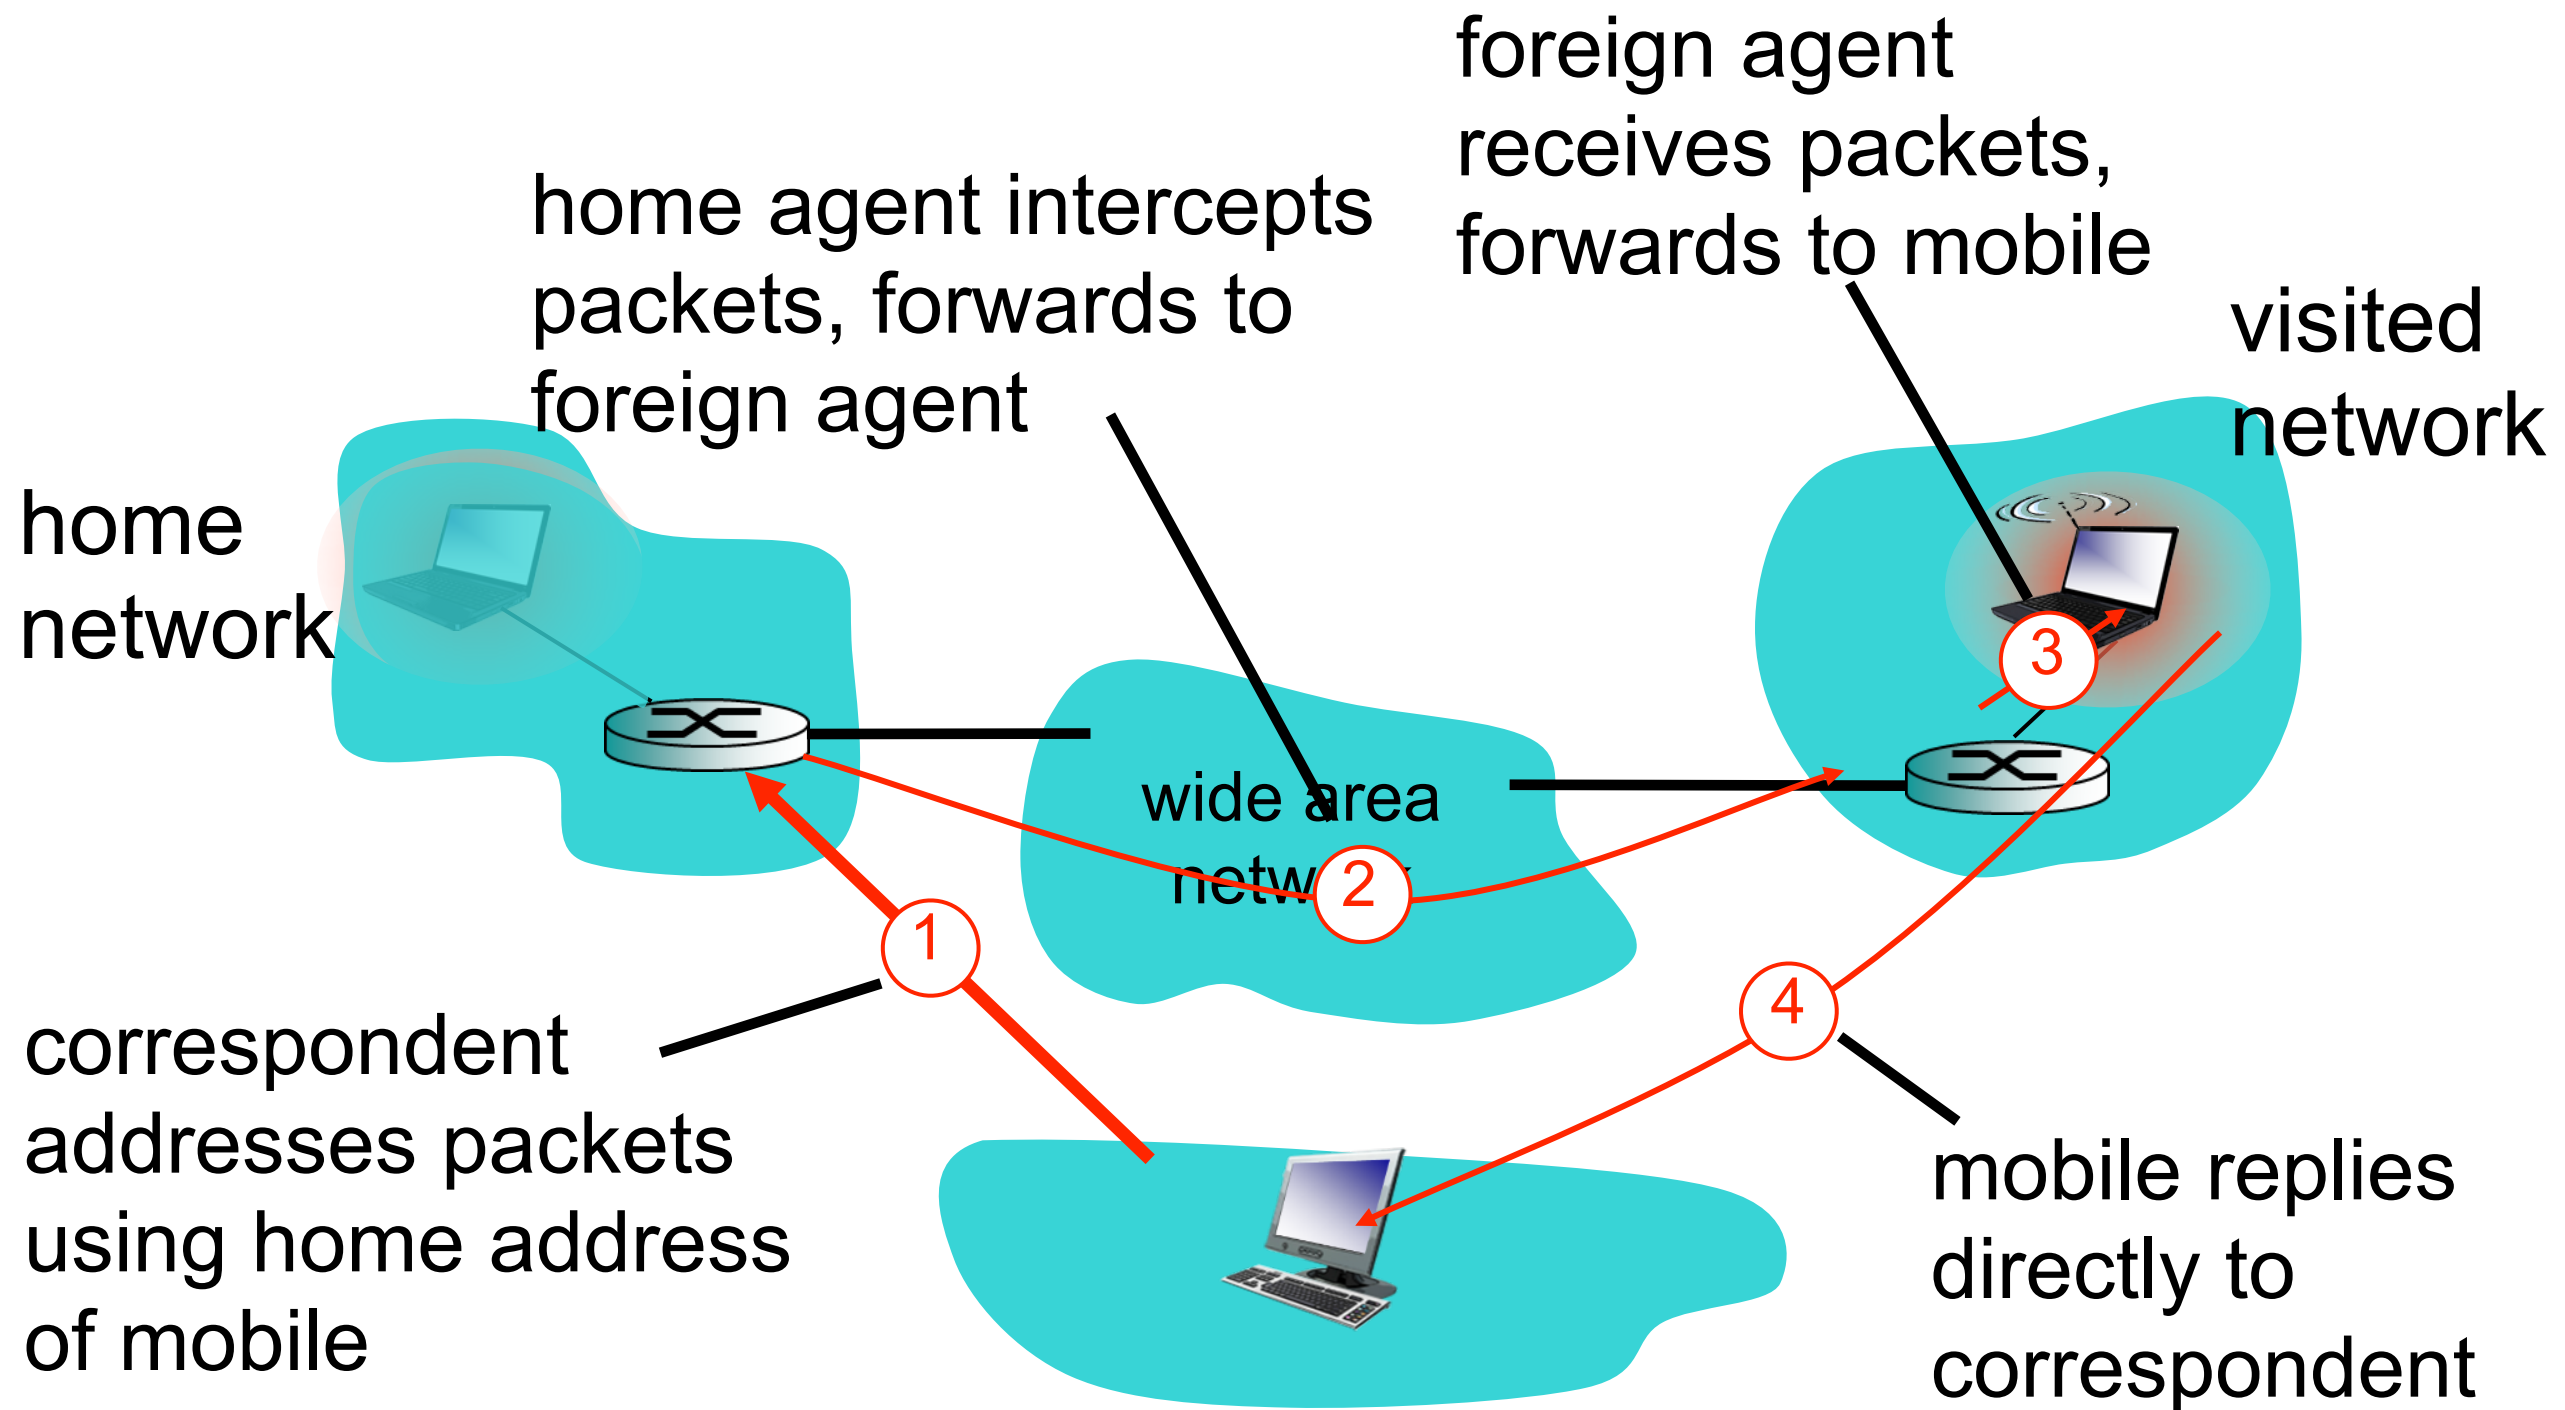 foreign agent
receives packets,
forwards to mobile
home agent intercepts
packets, forwards to
foreign agent
visited
network
home
network
wide area
network
1
2
3
4
correspondent
addresses packets
using home address
of mobile
mobile replies
directly to
correspondent